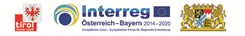 tirol
Interreg
Österreich-Bayern 2014-2020
Europäische Union – Europäischer Fonds für Regionale Entwicklung